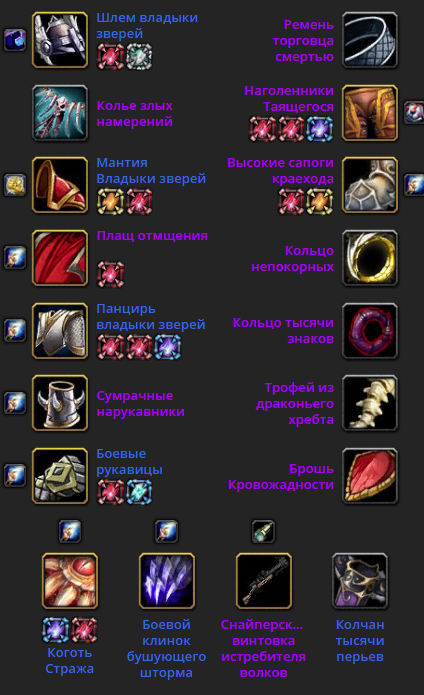 Шлем владыки
зверей
Колье злых
намерений
Мантия
Владыки зверей
Плащ отмщения
Панцирь
владыки зверей
Сумрачные
нарукавники
Боевые
рукавицы
Ремень
торговца
смертью
Наголенники
Таящегося
Высокие сапоги
краехода
Кольцо
непокорных
Кольцо тысячи
знаков
Трофей из
драконьего
хребта
Брошь
Кровожадности
Коготь
Стража
Боевой
клинок
бушующего
шторма
Снайперск...
винтовка
истребителя
волков
Колчан
тысячи
перьев